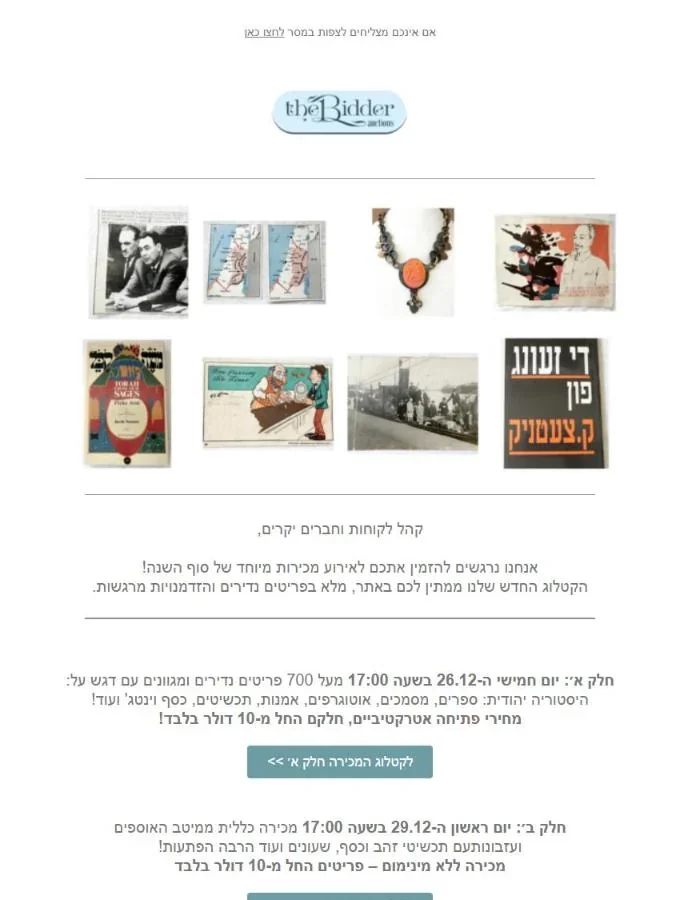 אם אינכם מצליחים לצפות במסר לחצו כאן
theBidder
auctions
TORAH
SAGES
די זעונג
פון
ק.צעטניק
קהל לקוחות וחברים יקרים,
אנחנו נרגשים להזמין אתכם לאירוע מכירות מיוחד של סוף השנה!
הקטלוג החדש שלנו ממתין לכם באתר, מלא בפריטים נדירים והזדמנויות מרגשות.
חלק א׳: יום חמישי ה-26.12 בשעה 17:00 מעל 700 פריטים נדירים ומגוונים עם דגש על:
היסטוריה יהודית: ספרים, מסמכים, אוטוגרפים, אמנות, תכשיטים, כסף וינטג' ועוד!
מחירי פתיחה אטרקטיביים, חלקם החל מ-10 דולר בלבד!
לקטלוג המכירה חלק א׳ >>
חלק ב׳: יום ראשון ה-29.12 בשעה 17:00 מכירה כללית ממיטב האוספים
ועזבונותעם תכשיטי זהב וכסף, שעונים ועוד הרבה הפתעות!
מכירה ללא מינימום – פריטים החל מ-10 דולר בלבד